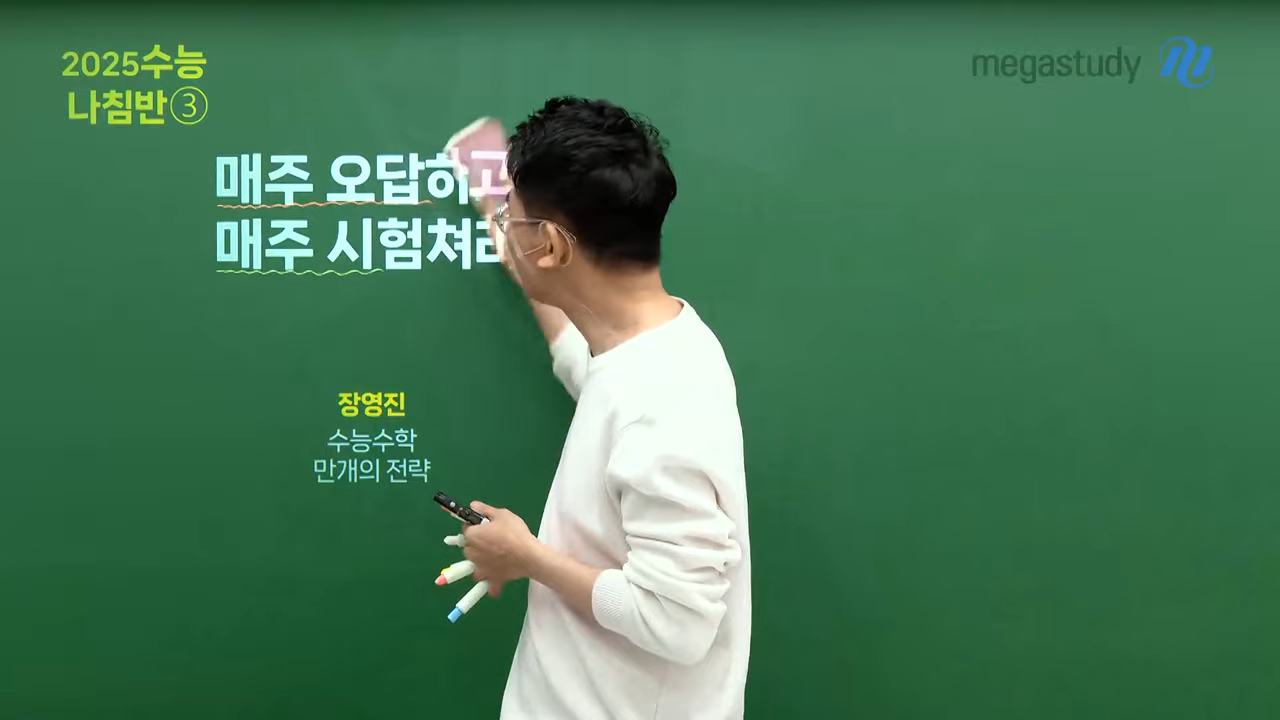 2025수능
나침반③
megastudy
매주 오답하고
매주 시험쳐라
장영진
수능수학
만개의 전략